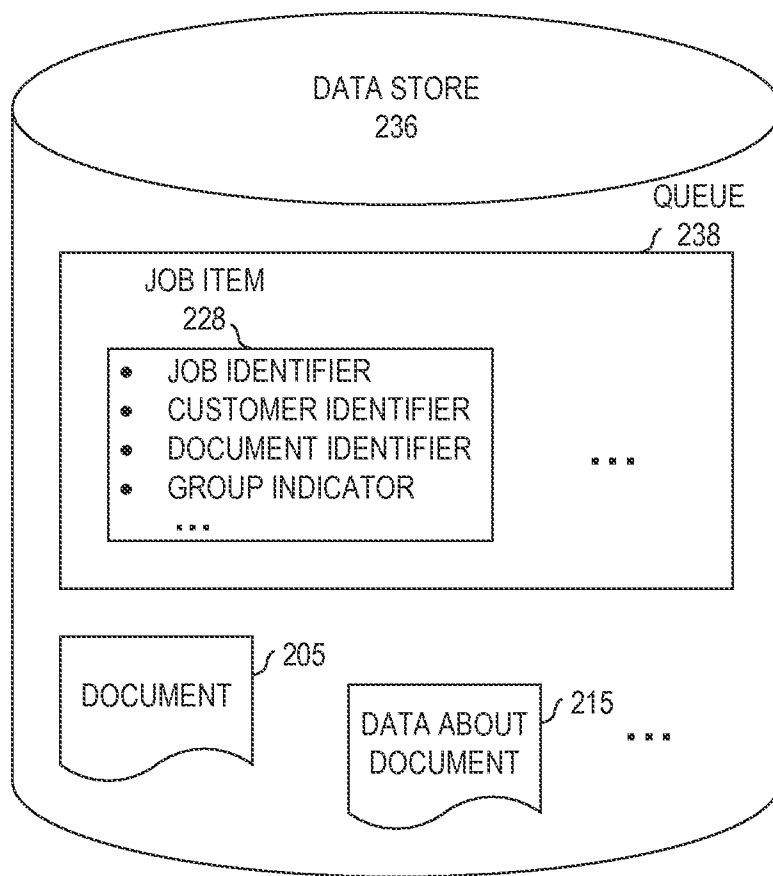 DATA STORE
236
QUEUE
238
JOB ITEM
228
• JOB IDENTIFIER
• CUSTOMER IDENTIFIER
• DOCUMENT IDENTIFIER
• GROUP INDICATOR
...
...
205
DOCUMENT
215
DATA ABOUT
DOCUMENT
...